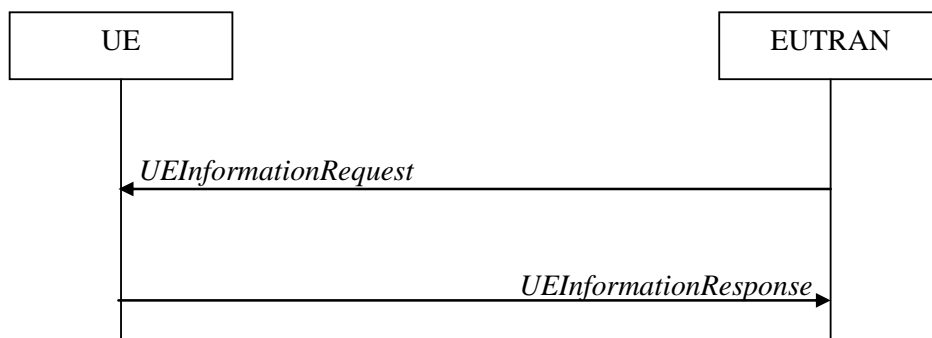 UE
EUTRAN
UEInformationRequest
UEInformationResponse